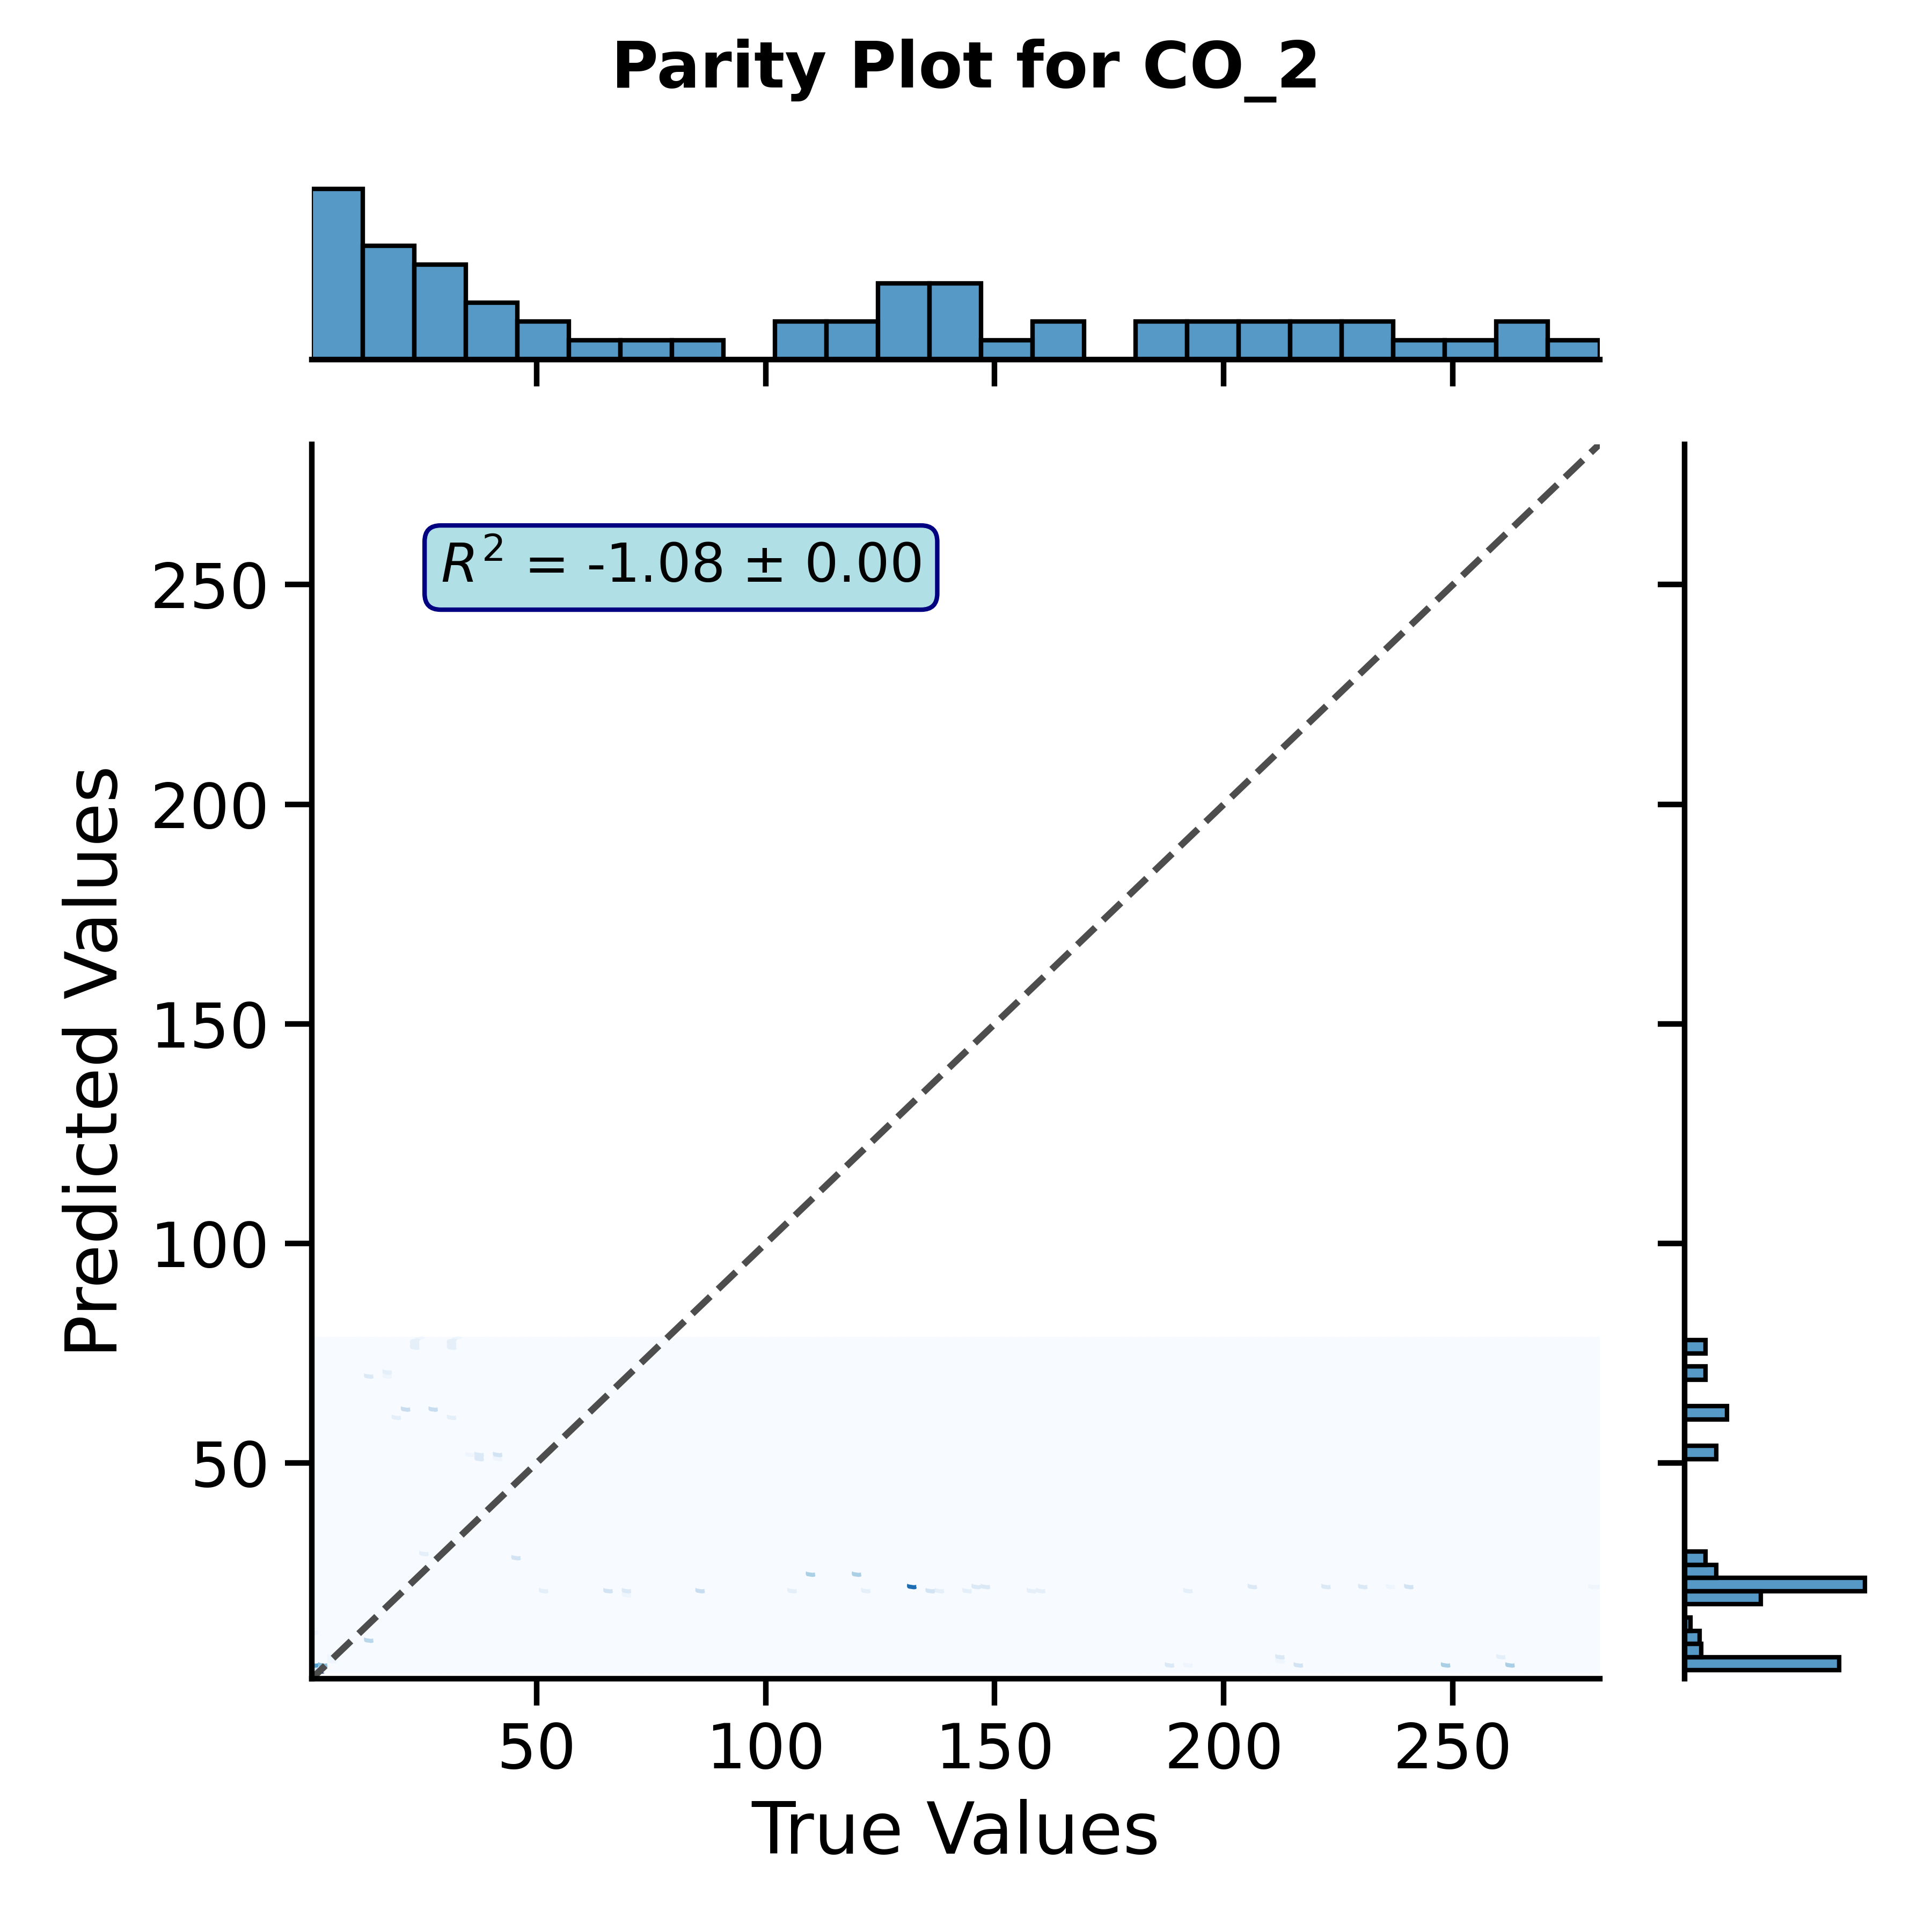 Parity Plot for CO_2
R² = -1.08 ± 0.00
250
200
150
100
50
Predicted Values
50 100 150 200 250
True Values